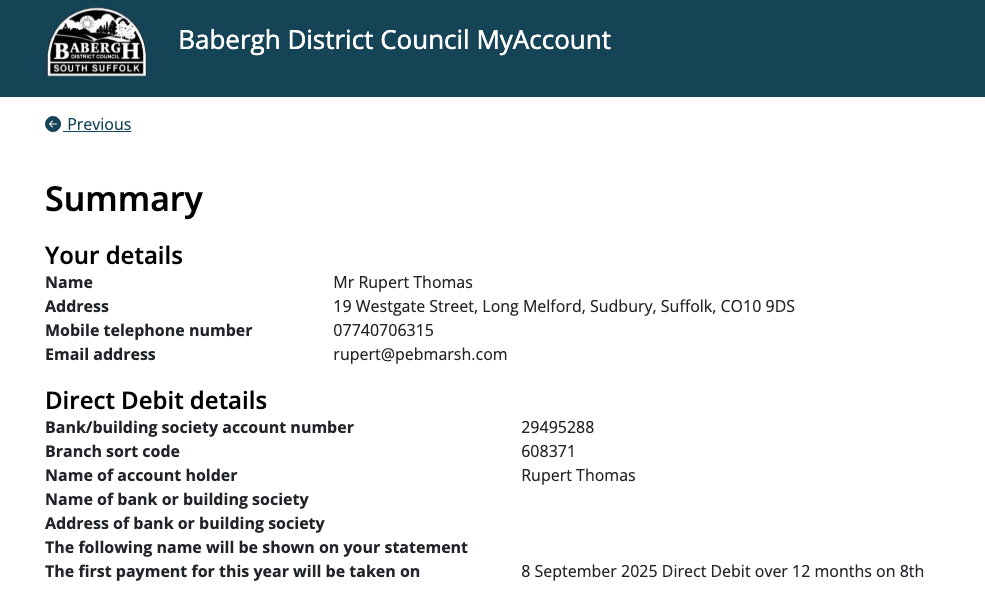 BABERGH
DISTRICT COUNCIL
SOUTH SUFFOLK
Babergh District Council MyAccount
Previous
Summary
Your details
Name Mr Rupert Thomas
Address 19 Westgate Street, Long Melford, Sudbury, Suffolk, CO10 9DS
Mobile telephone number 07740706315
Email address rupert@pebmarsh.com
Direct Debit details
Bank/building society account number 29495288
Branch sort code 608371
Name of account holder Rupert Thomas
Name of bank or building society
Address of bank or building society
The following name will be shown on your statement
The first payment for this year will be taken on 8 September 2025 Direct Debit over 12 months on 8th